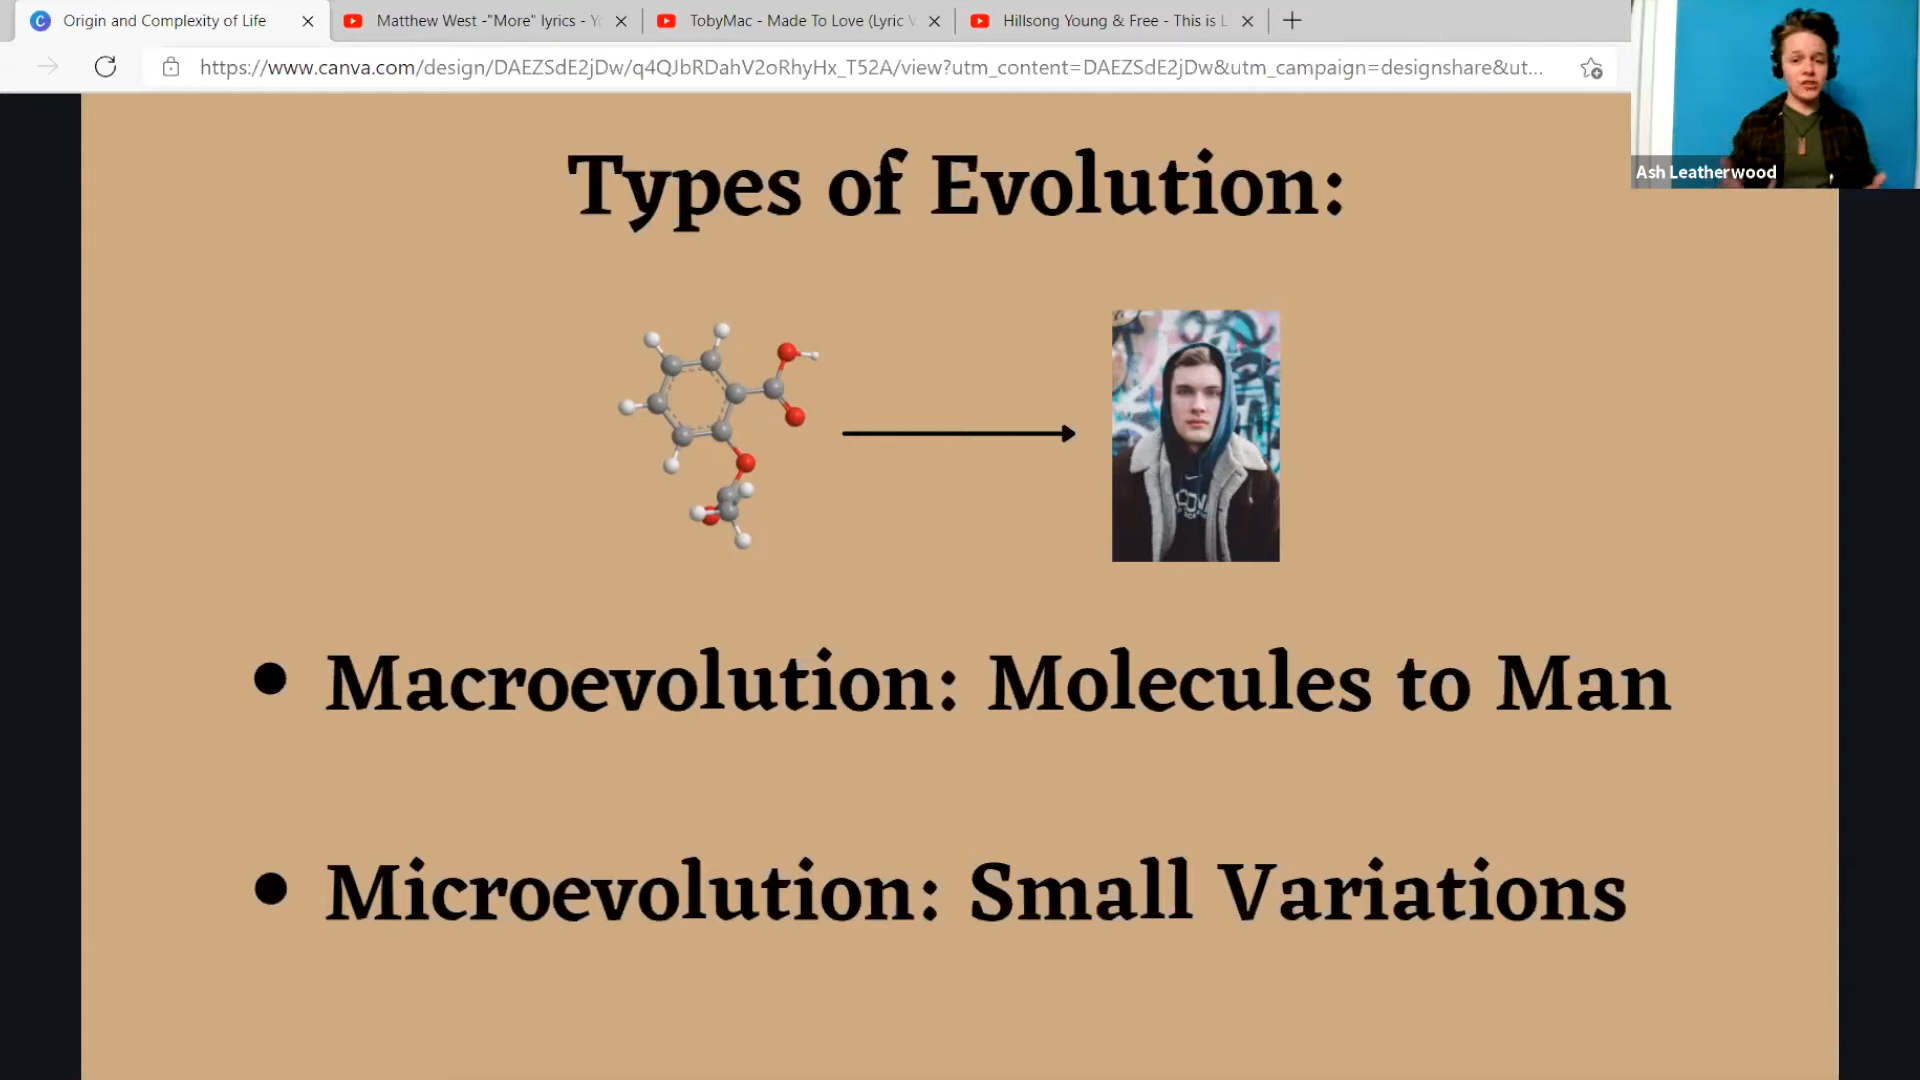 Origin and Complexity of Life
Matthew West -"More" lyrics -
TobyMac - Made To Love (Lyric
Hillsong Young & Free - This is
https://www.canva.com/design/DAEZSdE2jDw/q4QJbRDahV2oRhyHx_T52A/view?utm_content=DAEZSdE2jDw&utm_campaign=designshare&ut...
Ash Leatherwood
Types of Evolution:
Macroevolution: Molecules to Man
Microevolution: Small Variations